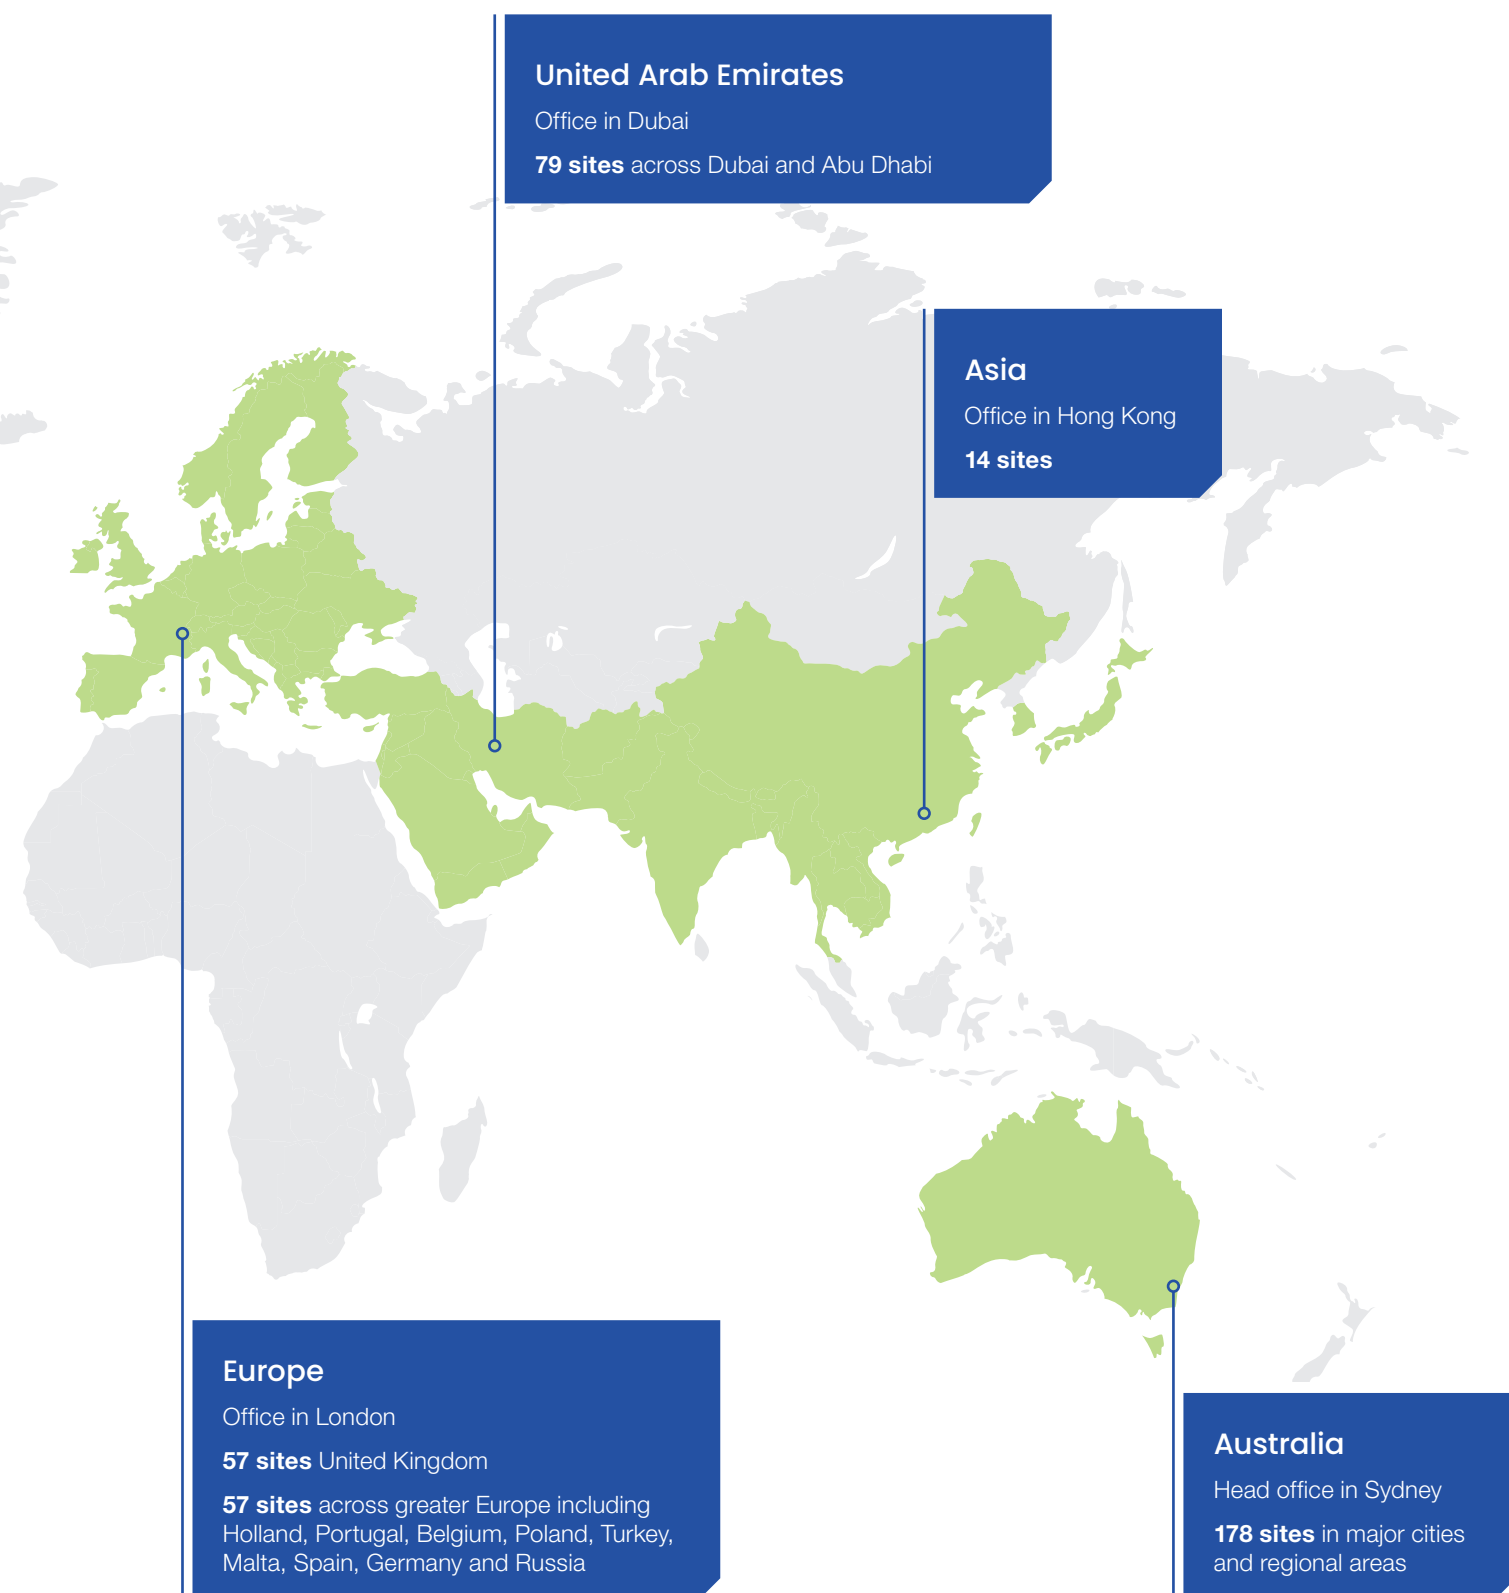 United Arab Emirates
Office in Dubai
79 sites across Dubai and Abu Dhabi
Asia
Office in Hong Kong
14 sites
Europe
Office in London
57 sites United Kingdom
57 sites across greater Europe including
Holland, Portugal, Belgium, Poland, Turkey,
Malta, Spain, Germany and Russia
Australia
Head office in Sydney
178 sites in major cities
and regional areas